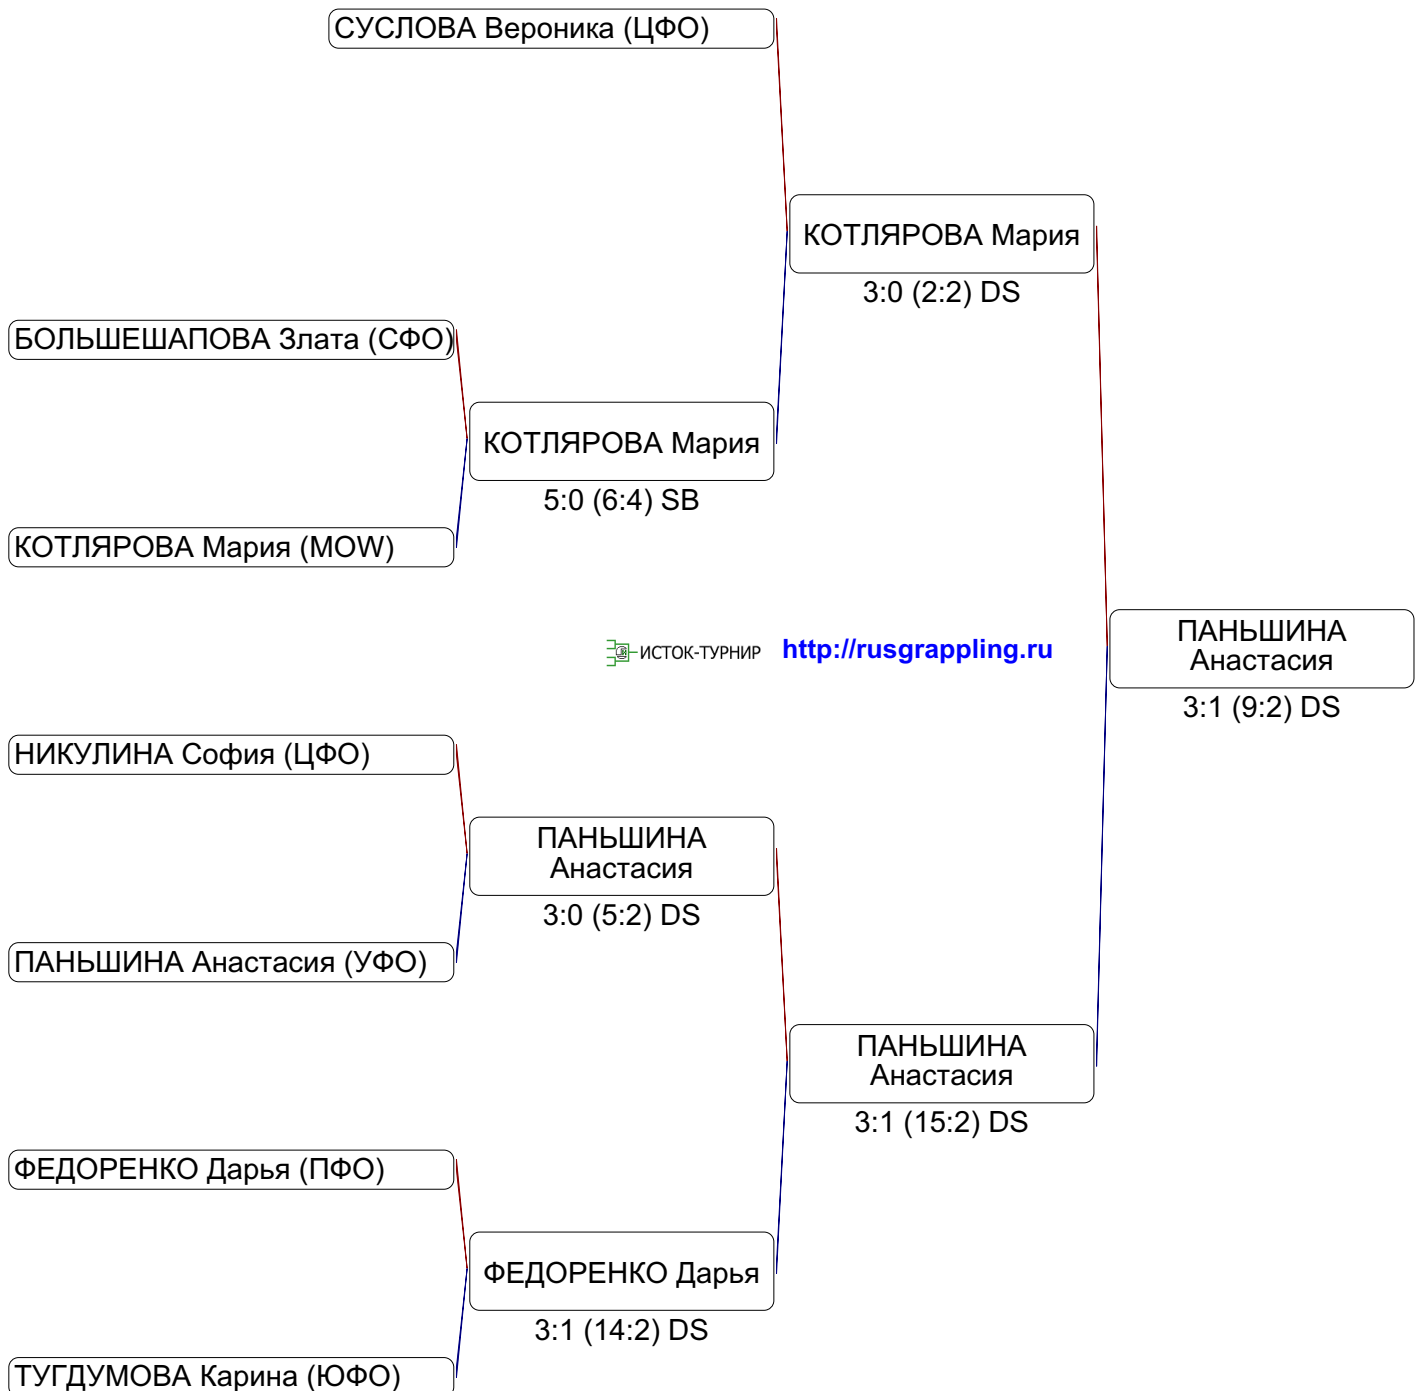 СУСЛОВА Вероника (ЦФО)
КОТЛЯРОВА Мария
3:0 (2:2) DS
БОЛЬШЕШАПОВА Злата (СФО)
КОТЛЯРОВА Мария
5:0 (6:4) SB
КОТЛЯРОВА Мария (MOW)
ИСТОК-ТУРНИР http://rusgrappling.ru
ПАНЬШИНА
Анастасия
3:1 (9:2) DS
НИКУЛИНА София (ЦФО)
ПАНЬШИНА
Анастасия
3:0 (5:2) DS
ПАНЬШИНА Анастасия (УФО)
ПАНЬШИНА
Анастасия
3:1 (15:2) DS
ФЕДОРЕНКО Дарья (ПФО)
ФЕДОРЕНКО Дарья
3:1 (14:2) DS
ТУГДУМОВА Карина (ЮФО)